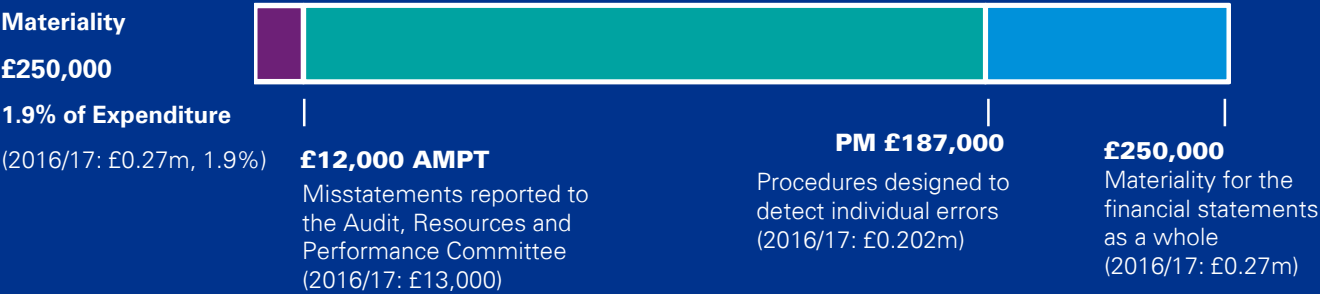 Materiality
£250,000
1.9% of Expenditure
(2016/17: £0.27m, 1.9%)
£12,000 AMPT
Misstatements reported to
the Audit, Resources and
Performance Committee
(2016/17: £13,000)
PM £187,000
Procedures designed to
detect individual errors
(2016/17: £0.202m)
£250,000
Materiality for the
financial statements
as a whole
(2016/17: £0.27m)